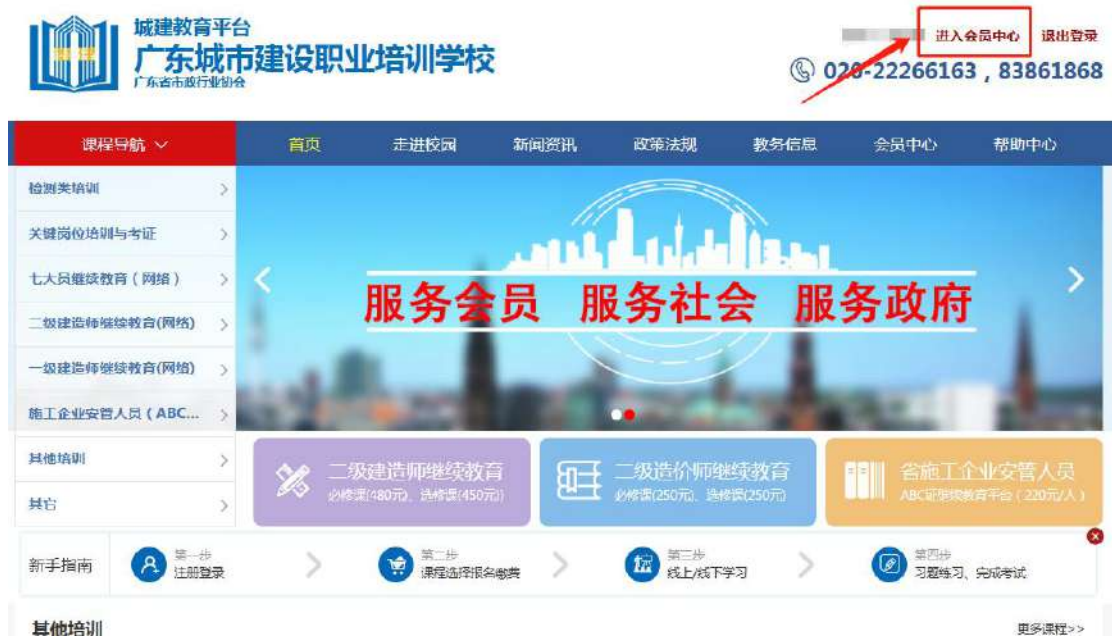 城建教育平台
广东城市建设职业培训学校
广东省市政行业协会
进入会员中心 退出登录
020-22266163 , 83861868
课程导航 首页 走进校园 新闻资讯 政策法规 教务信息 会员中心 帮助中心
检测类培训
关键岗位培训与考证
七大员继续教育（网络）
二级建造师继续教育(网络)
一级建造师继续教育(网络)
施工企业安管人员（ABC...
其他培训
其它
服务会员 服务社会 服务政府
二级建造师继续教育
必修课(480元)、选修课(450元))
二级造价师继续教育
必修课(250元)、选修课(250元)
省施工企业安管人员
ABC证继续教育平台（220元/人）
新手指南
第一步
注册登录
第二步
课程选择报名缴费
第三步
线上/线下学习
第四步
习题练习、完成考试
其他培训
更多课程>>